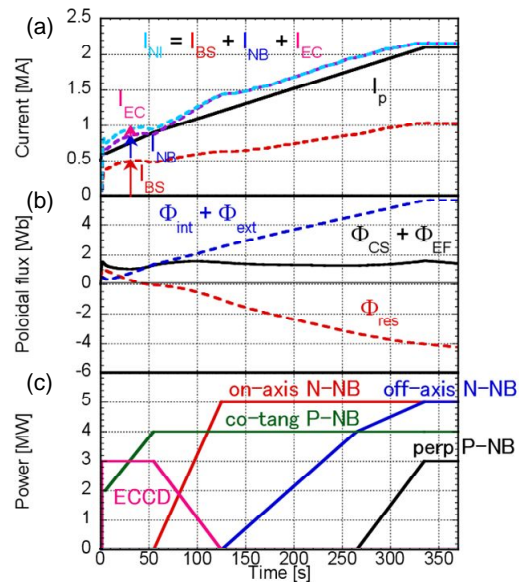 (a)
I_NI = I_BS + I_NB + I_EC
2.5
2
1.5
1
0.5
0
Current [MA]
I_EC
I_NB
I_BS
I_p
(b)
Φ_int + Φ_ext
Φ_CS + Φ_EF
Φ_res
4
2
0
-2
-4
-6
Poloidal flux [Wb]
(c)
on-axis N-NB
off-axis N-NB
co-tang P-NB
perp P-NB
ECCD
6
5
4
3
2
1
0
Power [MW]
0 50 100 150 200 250 300 350
Time [s]